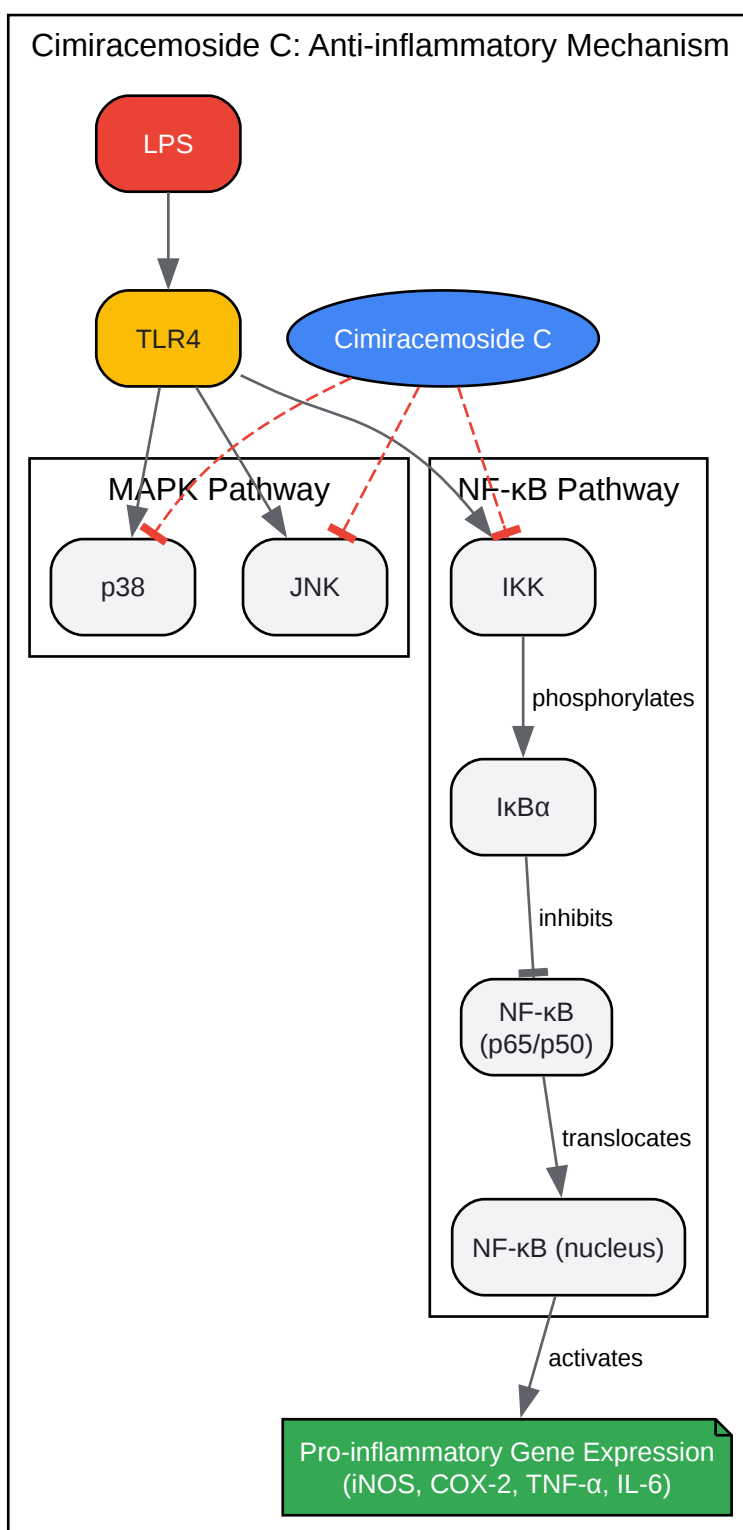 Cimiracemoside C: Anti-inflammatory Mechanism
LPS
TLR4
Cimiracemoside C
MAPK Pathway
NF-κB Pathway
p38
JNK
IKK
phosphorylates
IκBα
inhibits
NF-κB
(p65/p50)
translocates
NF-κB (nucleus)
activates
Pro-inflammatory Gene Expression
(iNOS, COX-2, TNF-α, IL-6)